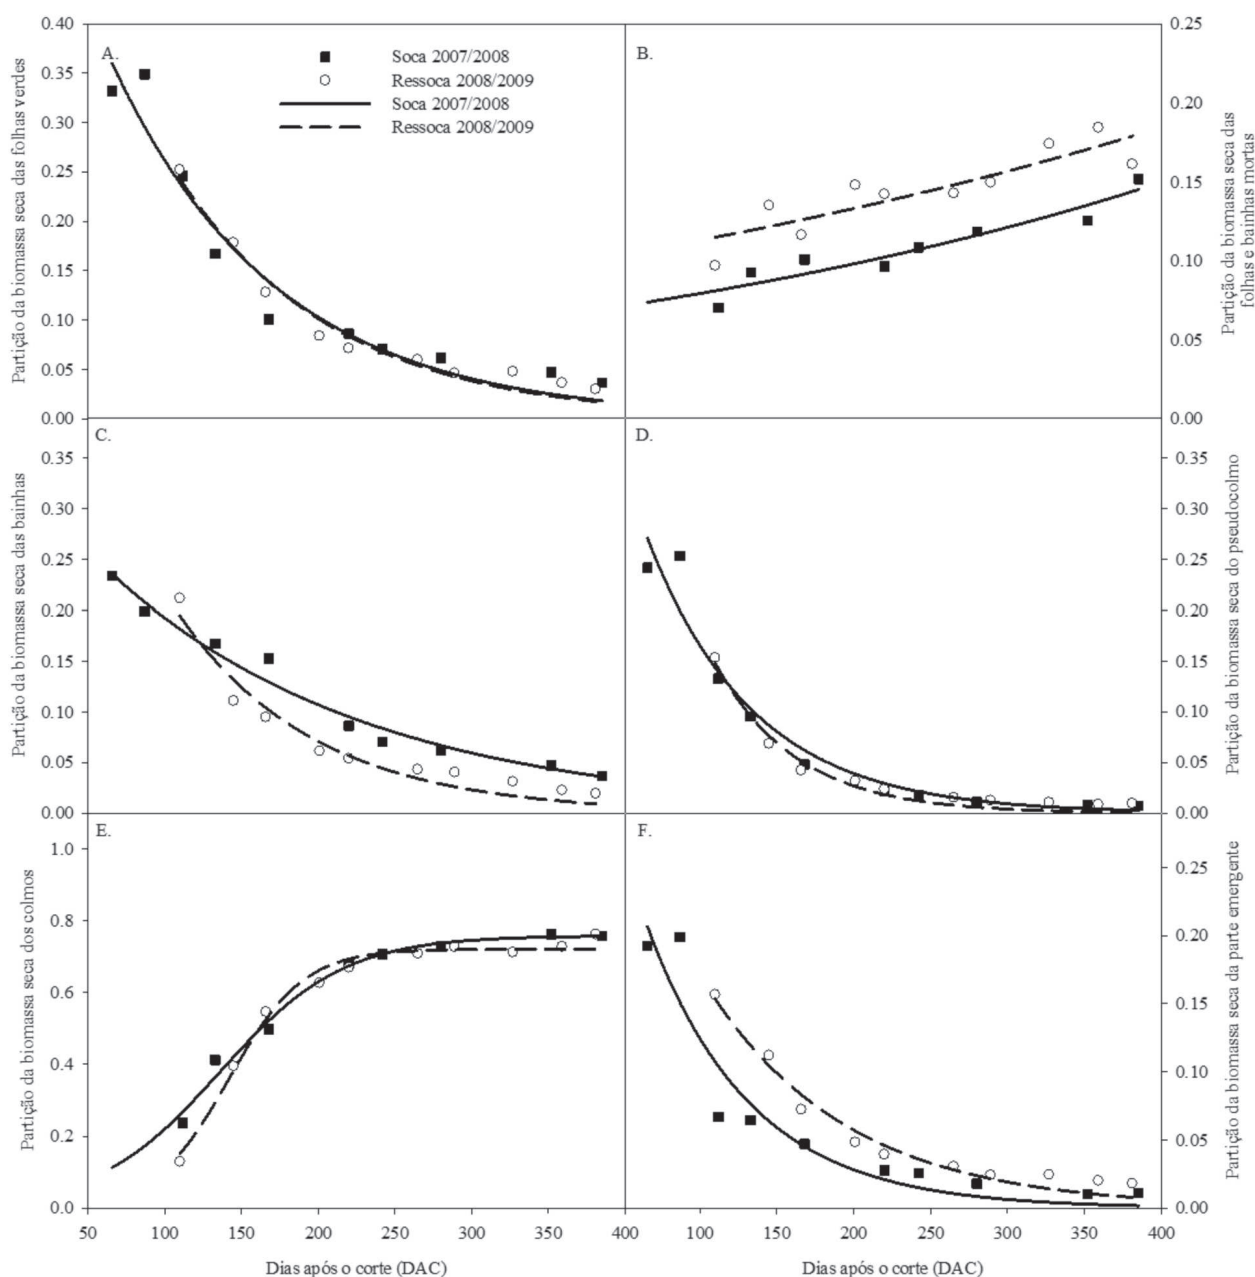 A.
Soca 2007/2008
Ressoca 2008/2009
Soca 2007/2008
Ressoca 2008/2009
0.40
0.35
0.30
0.25
0.20
0.15
0.10
0.05
0.00
Partição da biomassa seca das folhas verdes
B.
0.25
0.20
0.15
0.10
0.05
0.00
Partição da biomassa seca das
folhas e bainhas mortas
C.
0.35
0.30
0.25
0.20
0.15
0.10
0.05
0.00
Partição da biomassa seca das bainhas
D.
0.35
0.30
0.25
0.20
0.15
0.10
0.05
0.00
Partição da biomassa seca do pseudocolmo
E.
1.0
0.8
0.6
0.4
0.2
0.0
Partição da biomassa seca dos colmos
50 100 150 200 250 300 350 400
Dias após o corte (DAC)
F.
0.20
0.15
0.10
0.05
0.00
Partição da biomassa seca da parte emergente
100 150 200 250 300 350 400
Dias após o corte (DAC)